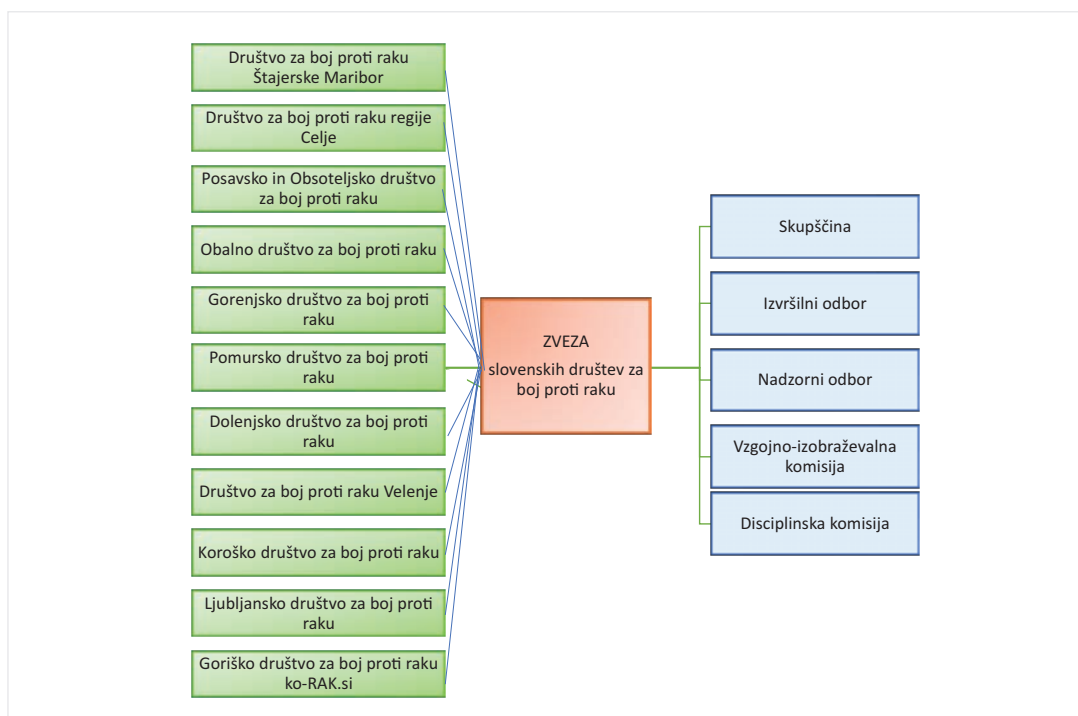 Društvo za boj proti raku
Štajerske Maribor
Društvo za boj proti raku regije
Celje
Posavsko in Obsoteljsko društvo
za boj proti raku
Obalno društvo za boj proti raku
Gorenjsko društvo za boj proti
raku
Pomursko društvo za boj proti
raku
Dolenjsko društvo za boj proti
raku
Društvo za boj proti raku Velenje
Koroško društvo za boj proti raku
Ljubljansko društvo za boj proti
raku
Goriško društvo za boj proti raku
ko-RAK.si
ZVEZA
slovenskih društev za
boj proti raku
Skupščina
Izvršilni odbor
Nadzorni odbor
Vzgojno-izobraževalna
komisija
Disciplinska komisija